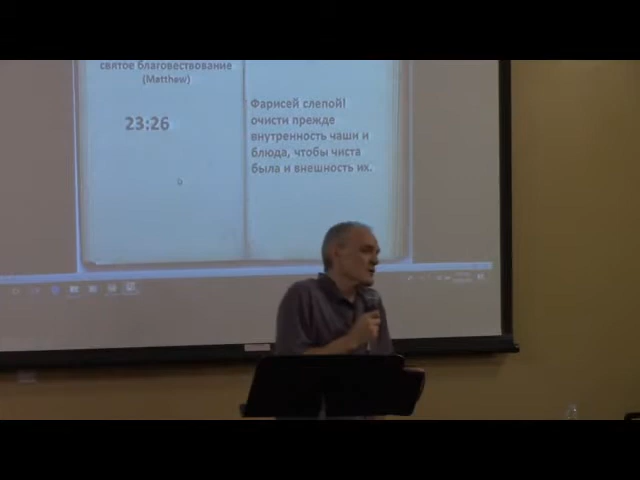 святое благовествование
(Matthew)
23:26
Фарисей слепой!
очисти прежде
внутренность чаши и
блюда, чтобы чиста
была и внешность их.